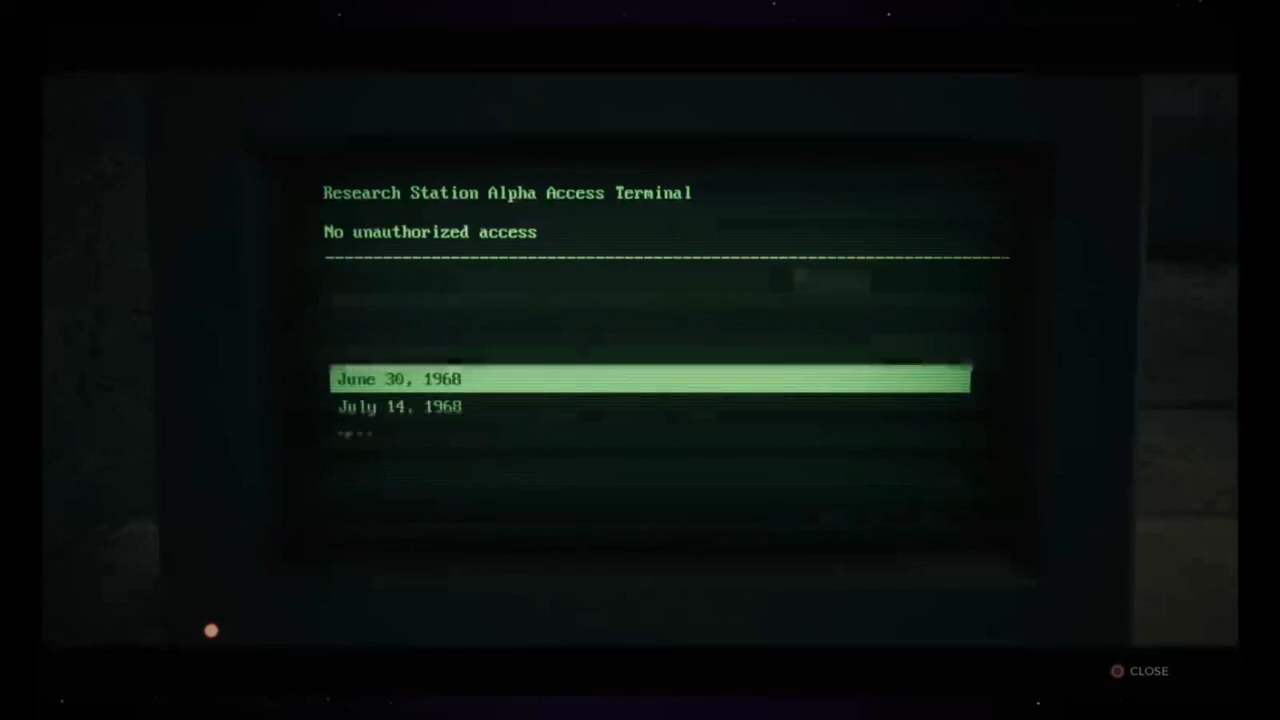 Research Station Alpha Access Terminal
No unauthorized access
June 30, 1968
July 14, 1968
CLOSE